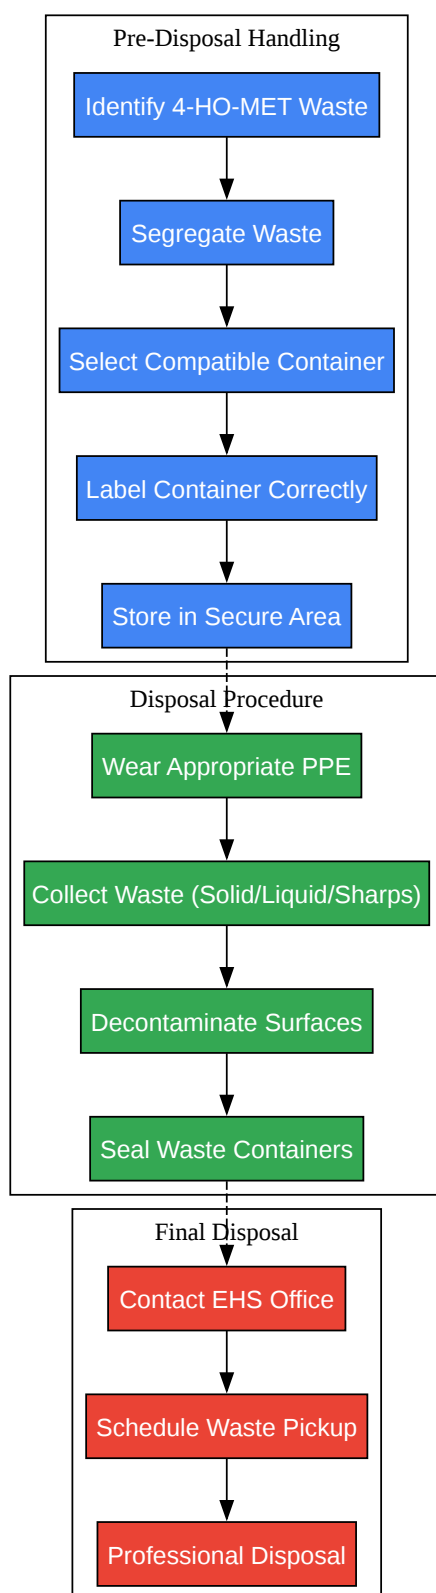 Pre-Disposal Handling
Identify 4-HO-MET Waste
Segregate Waste
Select Compatible Container
Label Container Correctly
Store in Secure Area
Disposal Procedure
Wear Appropriate PPE
Collect Waste (Solid/Liquid/Sharps)
Decontaminate Surfaces
Seal Waste Containers
Final Disposal
Contact EHS Office
Schedule Waste Pickup
Professional Disposal